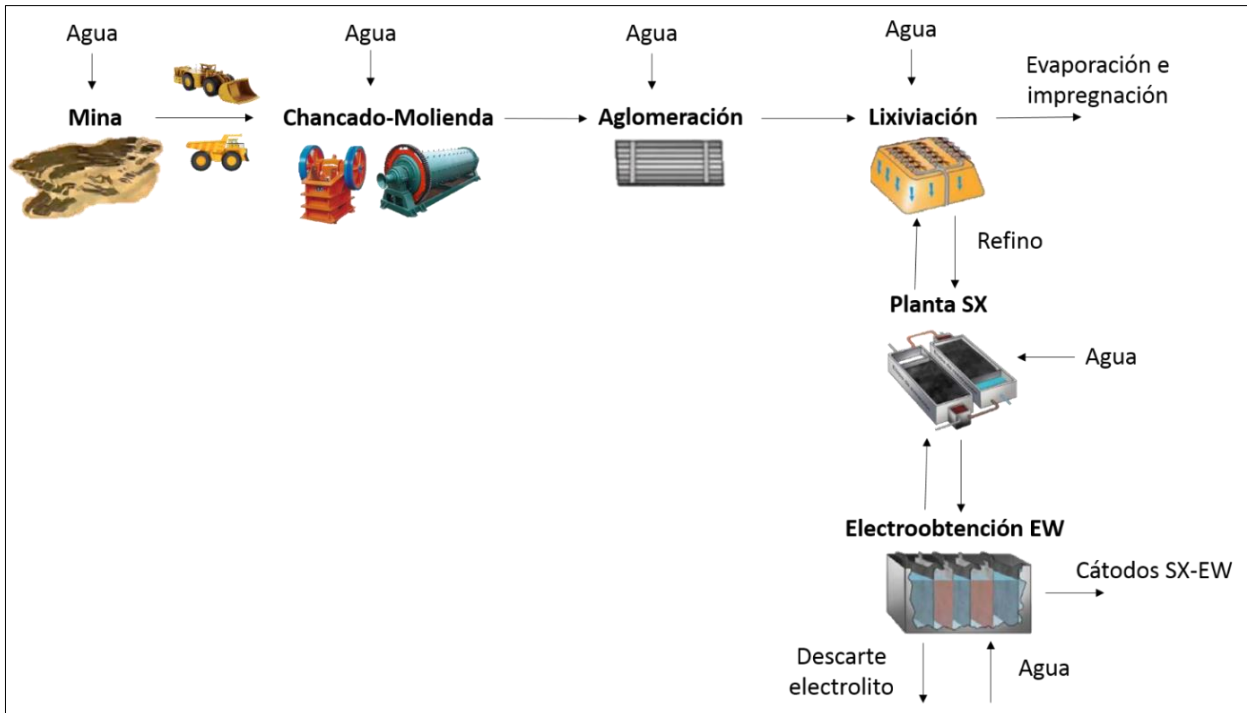 Agua
Agua
Agua
Agua
Evaporación e
impregnación
Mina
Chancado-Molienda
Aglomeración
Lixiviación
Refino
Planta SX
Agua
Electroobtención EW
Cátodos SX-EW
Descarte
electrolito
Agua